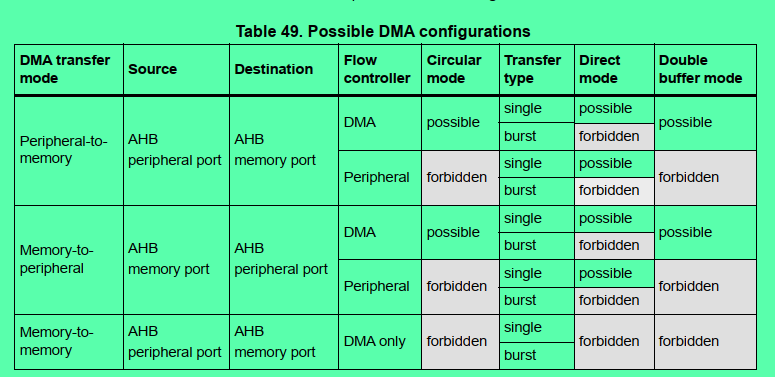 Table 49. Possible DMA configurations
DMA transfer mode Source Destination Flow controller Circular mode Transfer type Direct mode Double buffer mode
Peripheral-to-memory AHB peripheral port AHB memory port DMA possible single possible possible
burst forbidden
Peripheral forbidden single possible forbidden
burst forbidden
Memory-to-peripheral AHB memory port AHB peripheral port DMA possible single possible possible
burst forbidden
Peripheral forbidden single possible forbidden
burst forbidden
Memory-to-memory AHB peripheral port AHB memory port DMA only forbidden single forbidden forbidden
burst